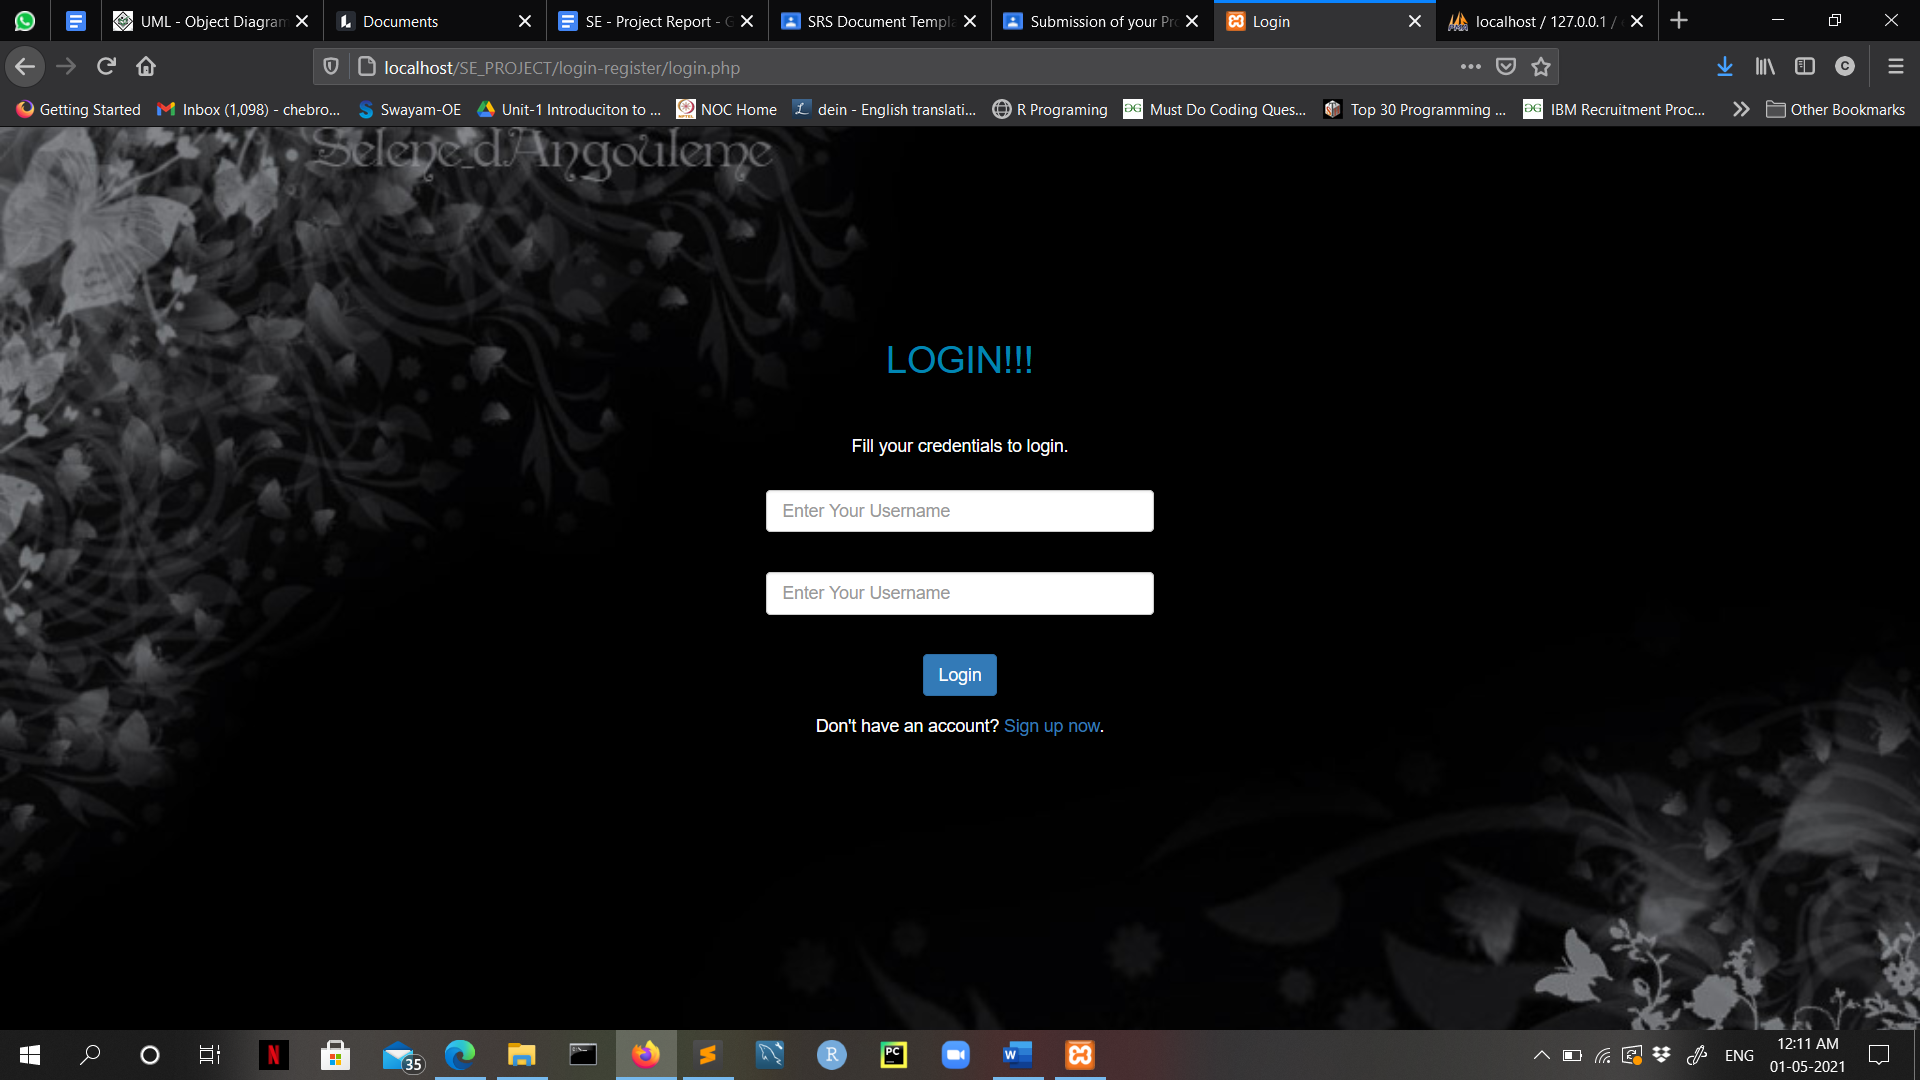 UML - Object Diagram
Documents
SE - Project Report - G
SRS Document Templa
Submission of your Pr
Login
localhost / 127.0.0.1 /
localhost/SE_PROJECT/login-register/login.php
Getting Started
Inbox (1,098) - chebro...
Swayam-OE
Unit-1 Introduciton to ...
NOC Home
dein - English translati...
R Programing
Must Do Coding Ques...
Top 30 Programming ...
IBM Recruitment Proc...
Other Bookmarks
Selene_dAngouleme
LOGIN!!!
Fill your credentials to login.
Enter Your Username
Enter Your Username
Login
Don't have an account? Sign up now.
35
ENG
12:11 AM
01-05-2021